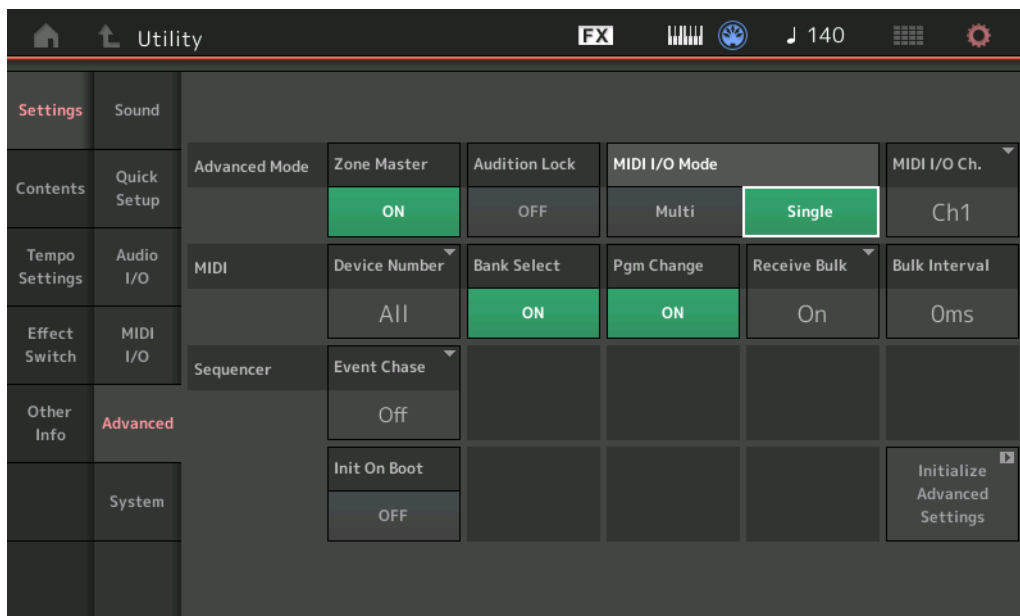 Utility
FX
♩ 140
Settings
Contents
Tempo
Settings
Effect
Switch
Other
Info
Sound
Quick
Setup
Audio
I/O
MIDI
I/O
Advanced
System
Advanced Mode
Zone Master
ON
Audition Lock
OFF
MIDI I/O Mode
Multi
Single
MIDI I/O Ch.
Ch1
MIDI
Device Number
All
Bank Select
ON
Pgm Change
ON
Receive Bulk
On
Bulk Interval
0ms
Sequencer
Event Chase
Off
Init On Boot
OFF
Initialize
Advanced
Settings